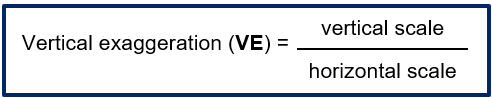 vertical scale
Vertical exaggeration (VE) =
horizontal scale